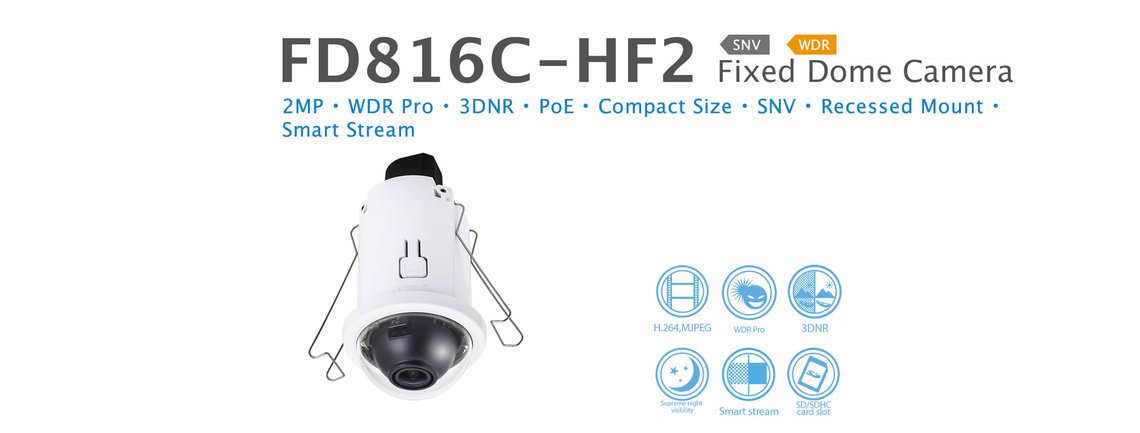 FD816C-HF2 SNV WDR
Fixed Dome Camera
2MP • WDR Pro • 3DNR • PoE • Compact Size • SNV • Recessed Mount •
Smart Stream
H.264,MJPEG WDR Pro 3DNR
Supreme night
visibility
Smart stream
SD/SDHC
card slot